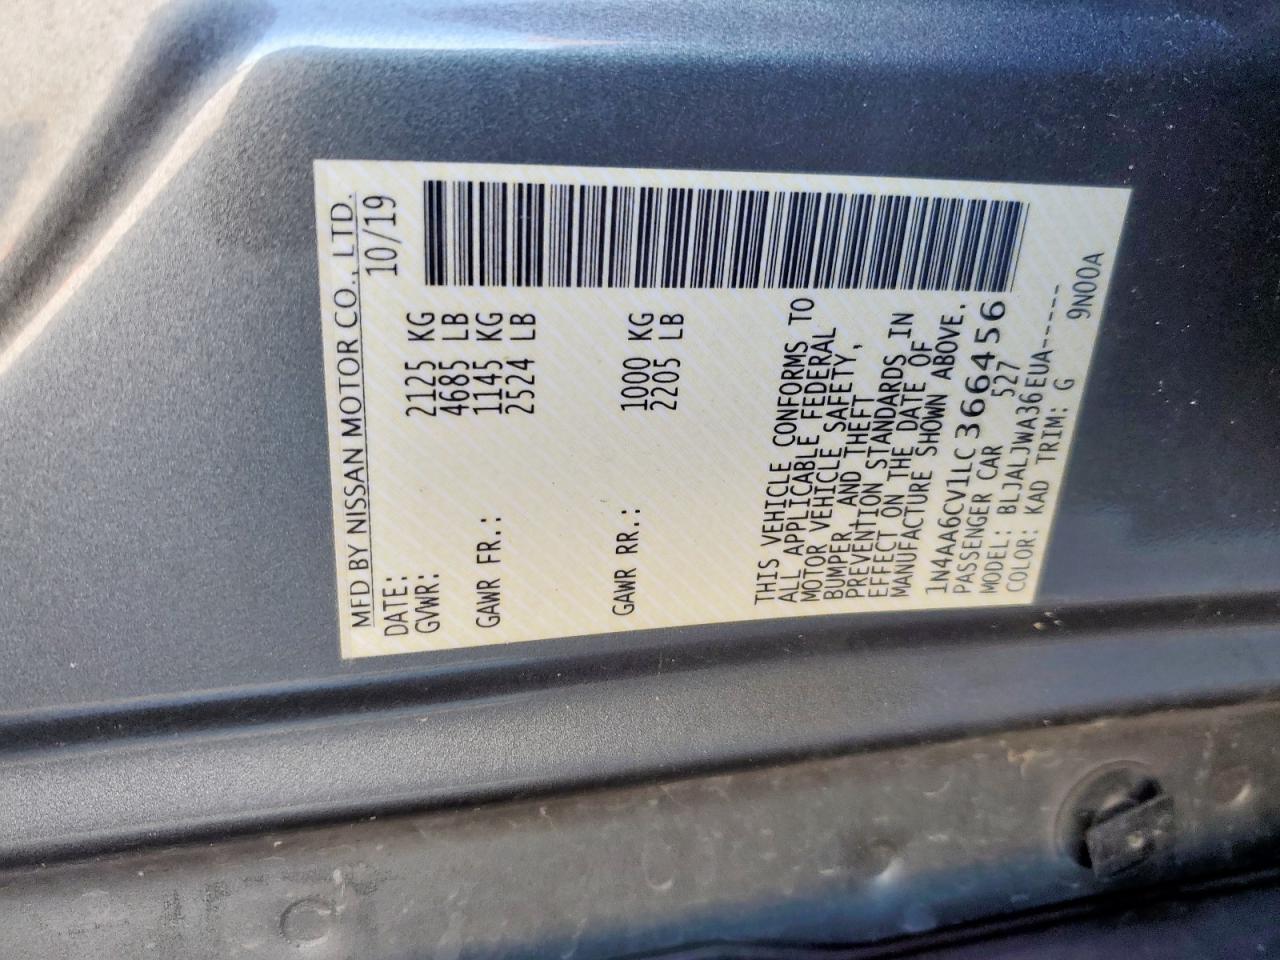 MFD BY NISSAN MOTOR CO., LTD.
DATE: 10/19
GVWR: 2125 KG
4685 LB
GAWR FR.: 1145 KG
2524 LB
GAWR RR.: 1000 KG
2205 LB
THIS VEHICLE CONFORMS TO
ALL APPLICABLE FEDERAL
MOTOR VEHICLE SAFETY,
BUMPER AND THEFT
PREVENTION STANDARDS IN
EFFECT ON THE DATE OF
MANUFACTURE SHOWN ABOVE.
1N4AA6CV1LC366456
PASSENGER CAR 527
MODEL: BLJALJWA36EUA-----
COLOR: KAD TRIM: G 9N00A